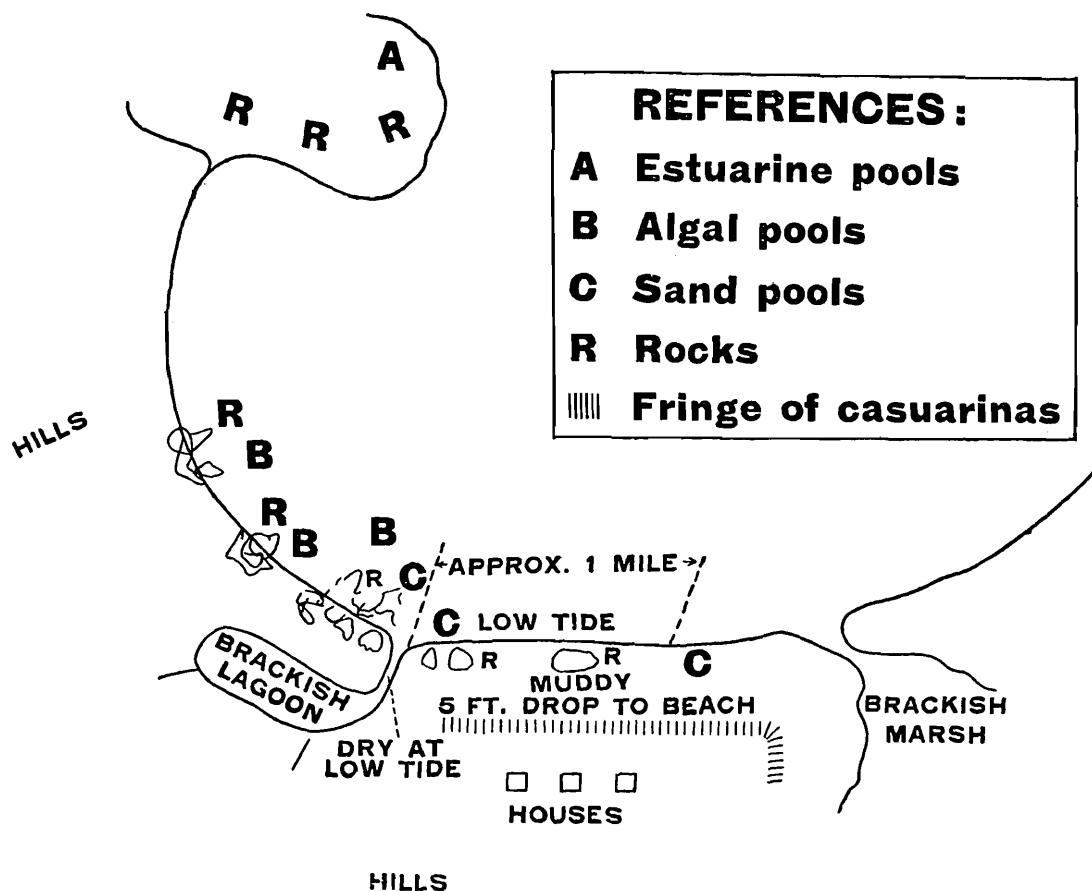 A
R R R
REFERENCES:
A Estuarine pools
B Algal pools
C Sand pools
R Rocks
Fringe of casuarinas
HILLS
R
B
R
B
B
R
C
APPROX. 1 MILE
C
LOW TIDE
R
R
C
MUDDY
5 FT. DROP TO BEACH
BRACKISH
LAGOON
BRACKISH
MARSH
DRY AT
LOW TIDE
HOUSES
HILLS